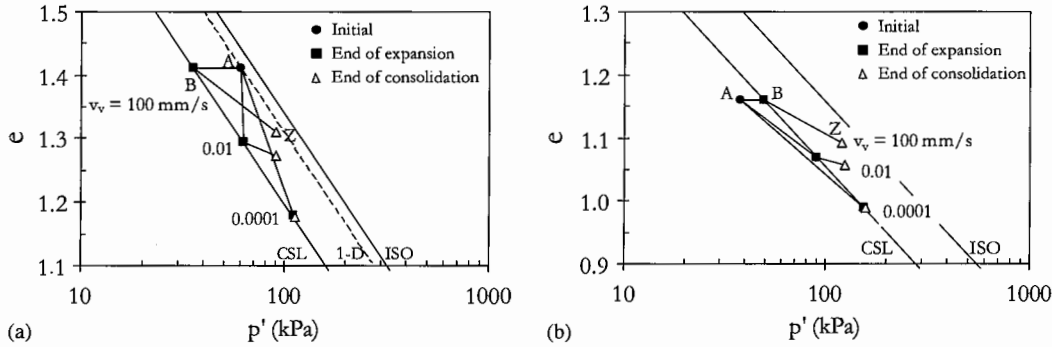 1.5
1.4
1.3
1.2
1.1
e
10
100
1000
p' (kPa)
(a)
Initial
End of expansion
End of consolidation
A
B
Z
v_v = 100 mm/s
0.01
0.0001
CSL
1-D
ISO
1.3
1.2
1.1
1.0
0.9
e
10
100
1000
p' (kPa)
(b)
Initial
End of expansion
End of consolidation
A
B
Z
v_v = 100 mm/s
0.01
0.0001
CSL
ISO